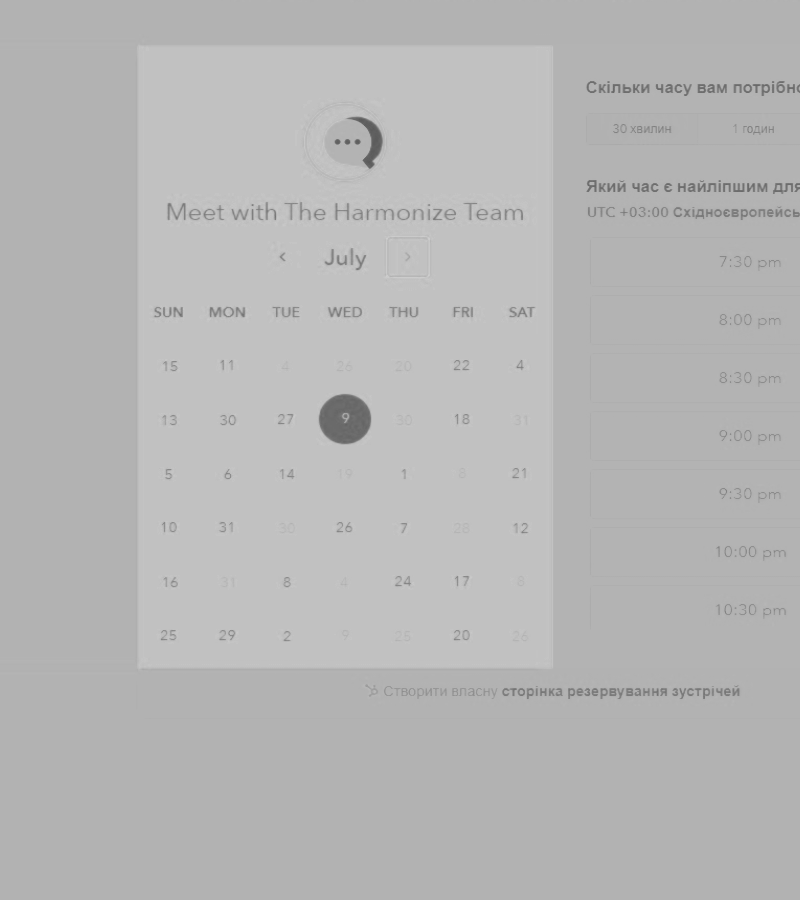 Meet with The Harmonize Team
July
SUN MON TUE WED THU FRI SAT
15 11 4 26 20 22 4
13 30 27 9 30 18 31
5 6 14 19 1 8 21
10 31 30 26 7 28 12
16 31 8 4 24 17 8
25 29 2 9 25 20 26
Скільки часу вам потрібно
30 хвилин 1 годин
Який час є найліпшим для
UTC +03:00 Східноєвропейсь
7:30 pm
8:00 pm
8:30 pm
9:00 pm
9:30 pm
10:00 pm
10:30 pm
Створити власну сторінка резервування зустрічей